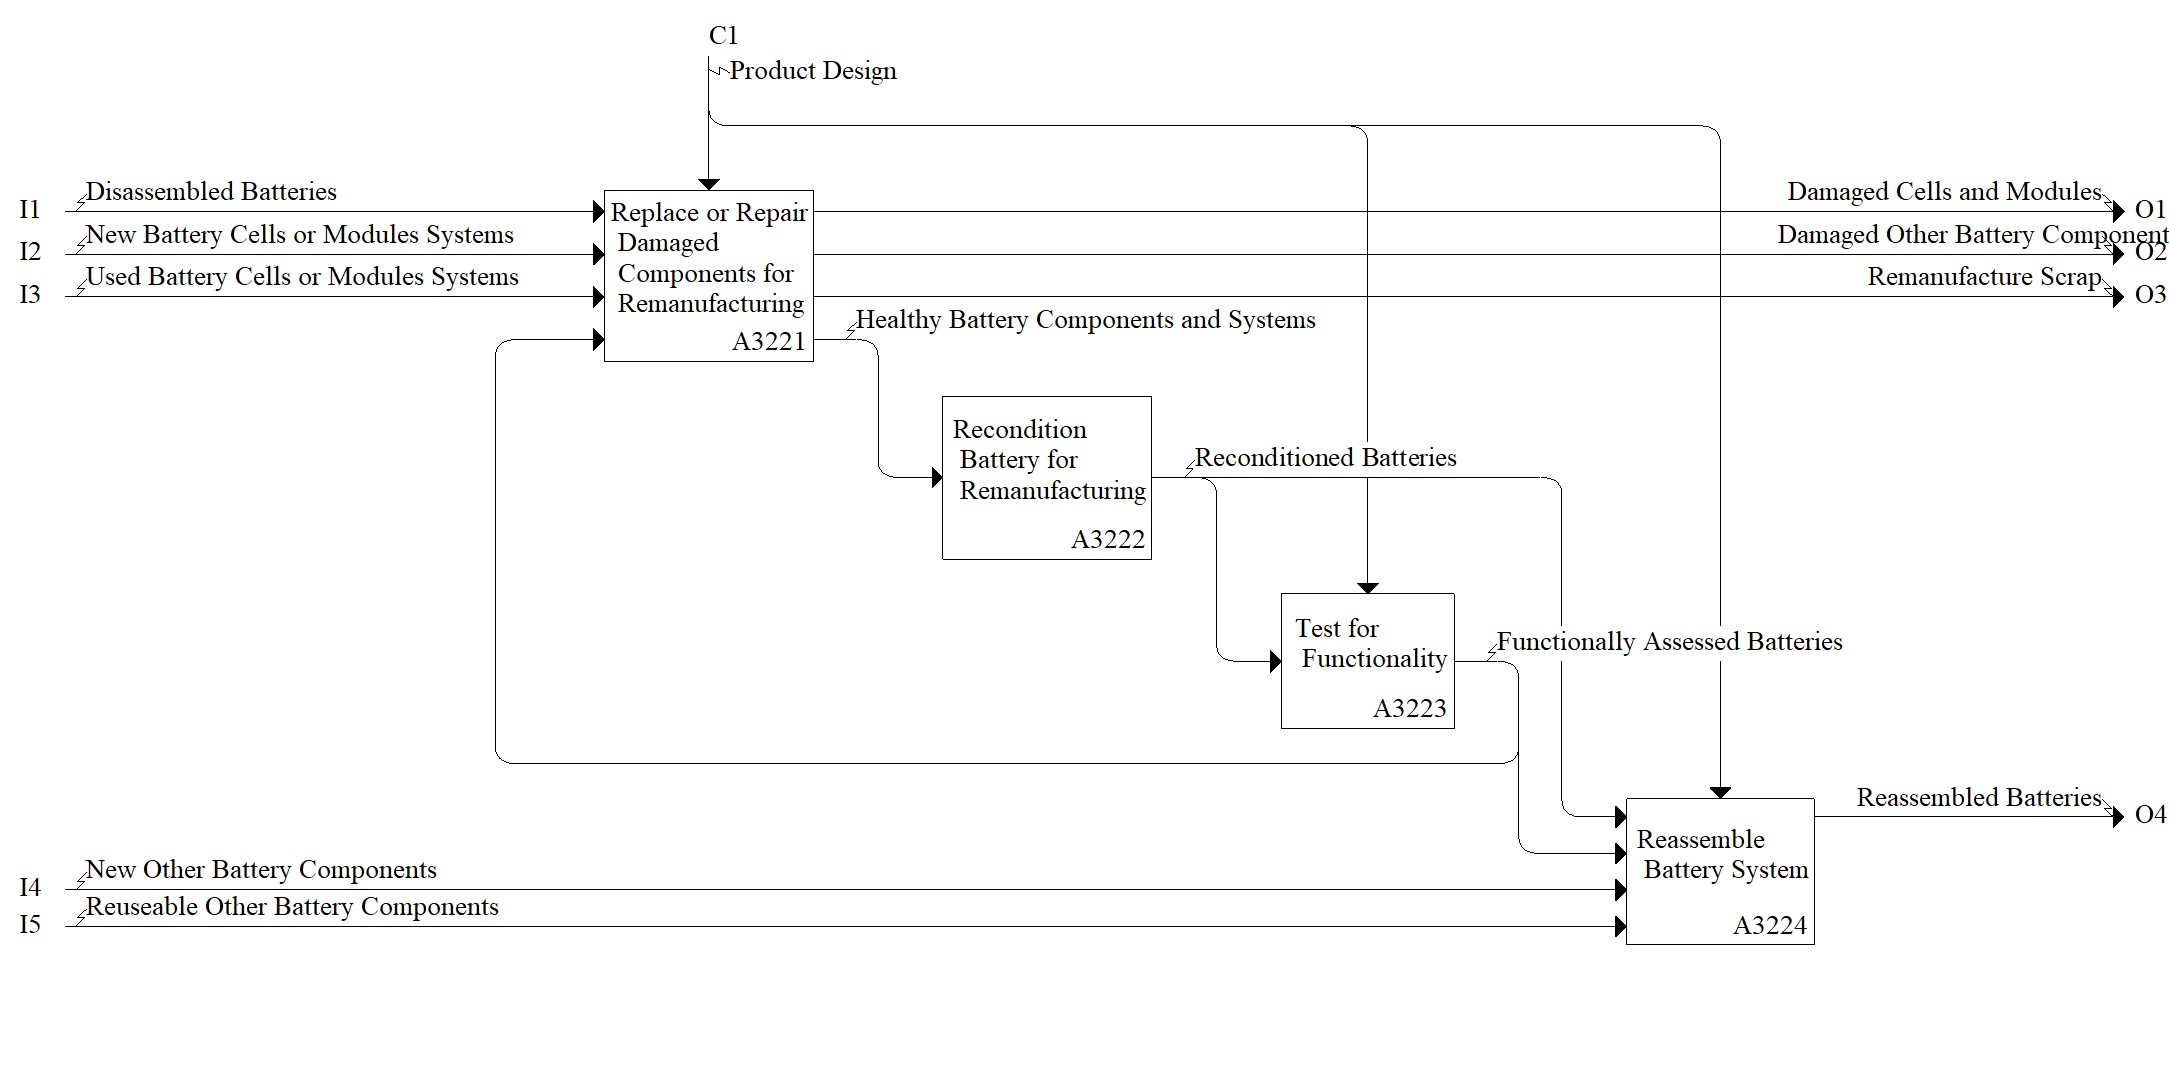 C1
Product Design
Disassembled Batteries
I1
New Battery Cells or Modules Systems
I2
Used Battery Cells or Modules Systems
I3
Replace or Repair
Damaged
Components for
Remanufacturing
A3221
Damaged Cells and Modules
O1
Damaged Other Battery Component
O2
Remanufacture Scrap
O3
Healthy Battery Components and Systems
Recondition
Battery for
Remanufacturing
A3222
Reconditioned Batteries
Test for
Functionality
A3223
Functionally Assessed Batteries
Reassemble
Battery System
A3224
Reassembled Batteries
O4
New Other Battery Components
I4
Reuseable Other Battery Components
I5